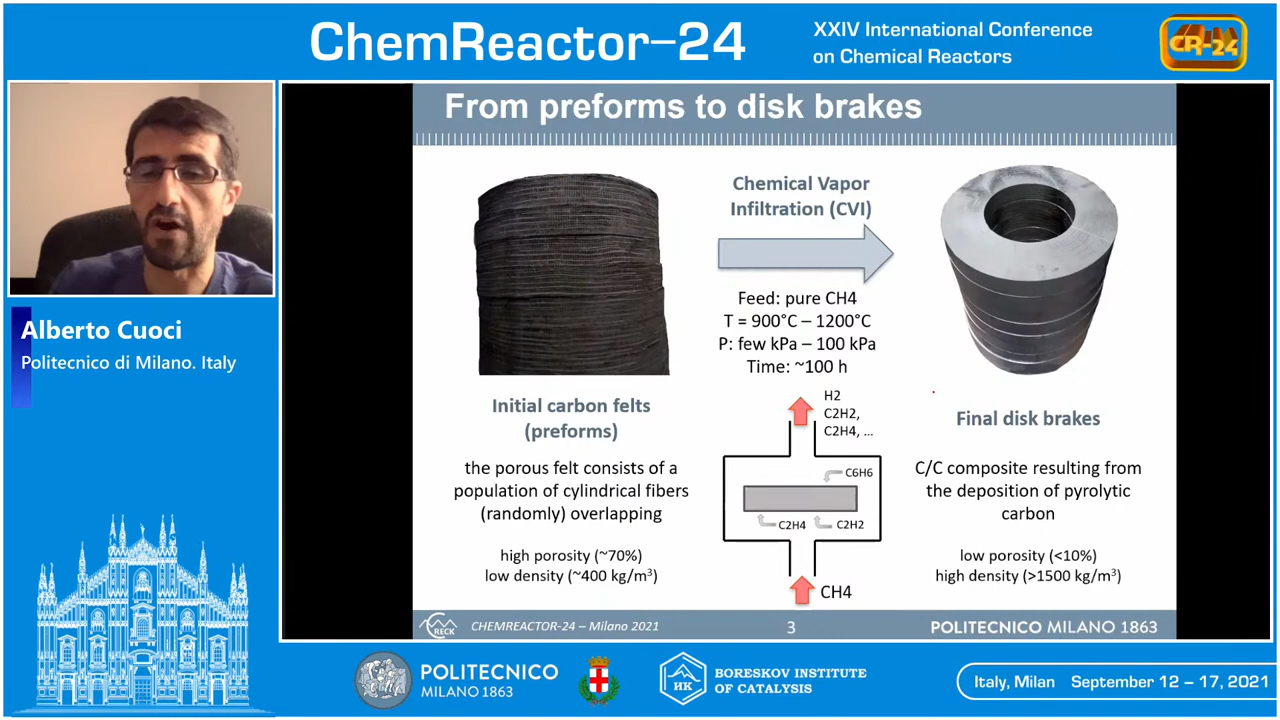 ChemReactor-24
XXIV International Conference
on Chemical Reactors
CR-24
From preforms to disk brakes
Alberto Cuoci
Politecnico di Milano. Italy
Chemical Vapor
Infiltration (CVI)
Feed: pure CH4
T = 900°C – 1200°C
P: few kPa – 100 kPa
Time: ~100 h
Initial carbon felts
(preforms)
the porous felt consists of a
population of cylindrical fibers
(randomly) overlapping
high porosity (~70%)
low density (~400 kg/m³)
H2
C2H2,
C2H4, ...
C6H6
C2H4
C2H2
CH4
Final disk brakes
C/C composite resulting from
the deposition of pyrolytic
carbon
low porosity (<10%)
high density (>1500 kg/m³)
CRECK
CHEMREACTOR-24 – Milano 2021
3
POLITECNICO MILANO 1863
POLITECNICO
MILANO 1863
НК
BORESKOV INSTITUTE
OF CATALYSIS
Italy, Milan September 12 – 17, 2021